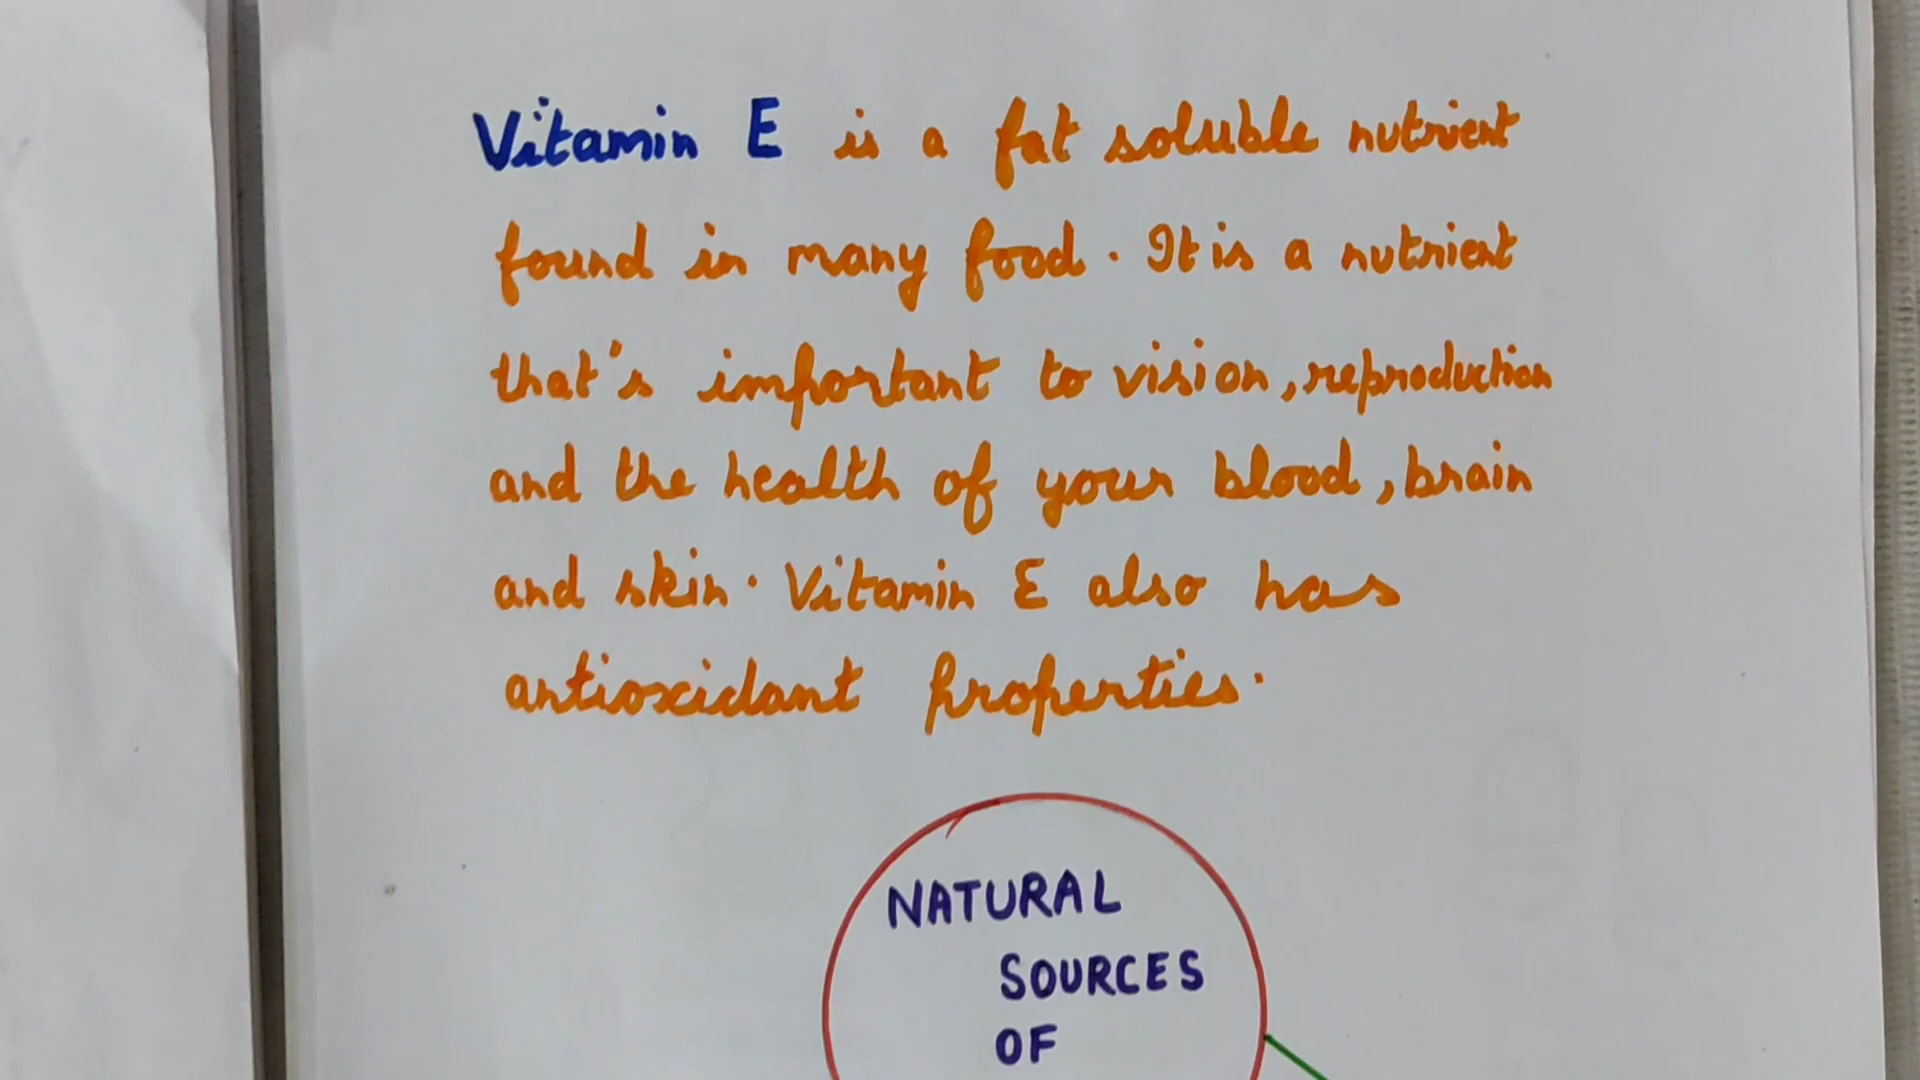 Vitamin E is a fat soluble nutrient
found in many food. It is a nutrient
that's important to vision, reproduction
and the health of your blood, brain
and skin. Vitamin E also has
antioxidant properties.
NATURAL
SOURCES
OF